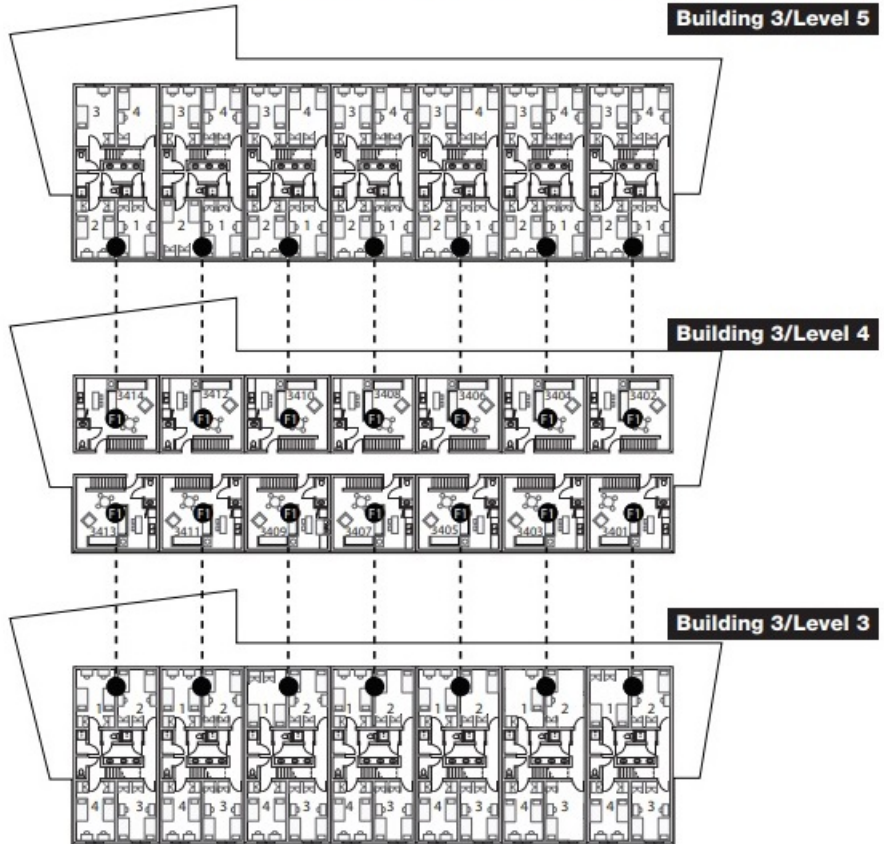 Building 3/Level 5
3 4 3 4 3 4 3 4 3 4 3 4 3 4
2 1 2 1 2 1 2 1 2 1 2 1 2 1
Building 3/Level 4
3414 3412 3410 3408 3406 3404 3402
F1 F1 F1 F1 F1 F1 F1
F1 F1 F1 F1 F1 F1 F1
3413 3411 3409 3407 3405 3403 3401
Building 3/Level 3
1 2 1 2 1 2 1 2 1 2 1 2 1 2
4 3 4 3 4 3 4 3 4 3 4 3 4 3